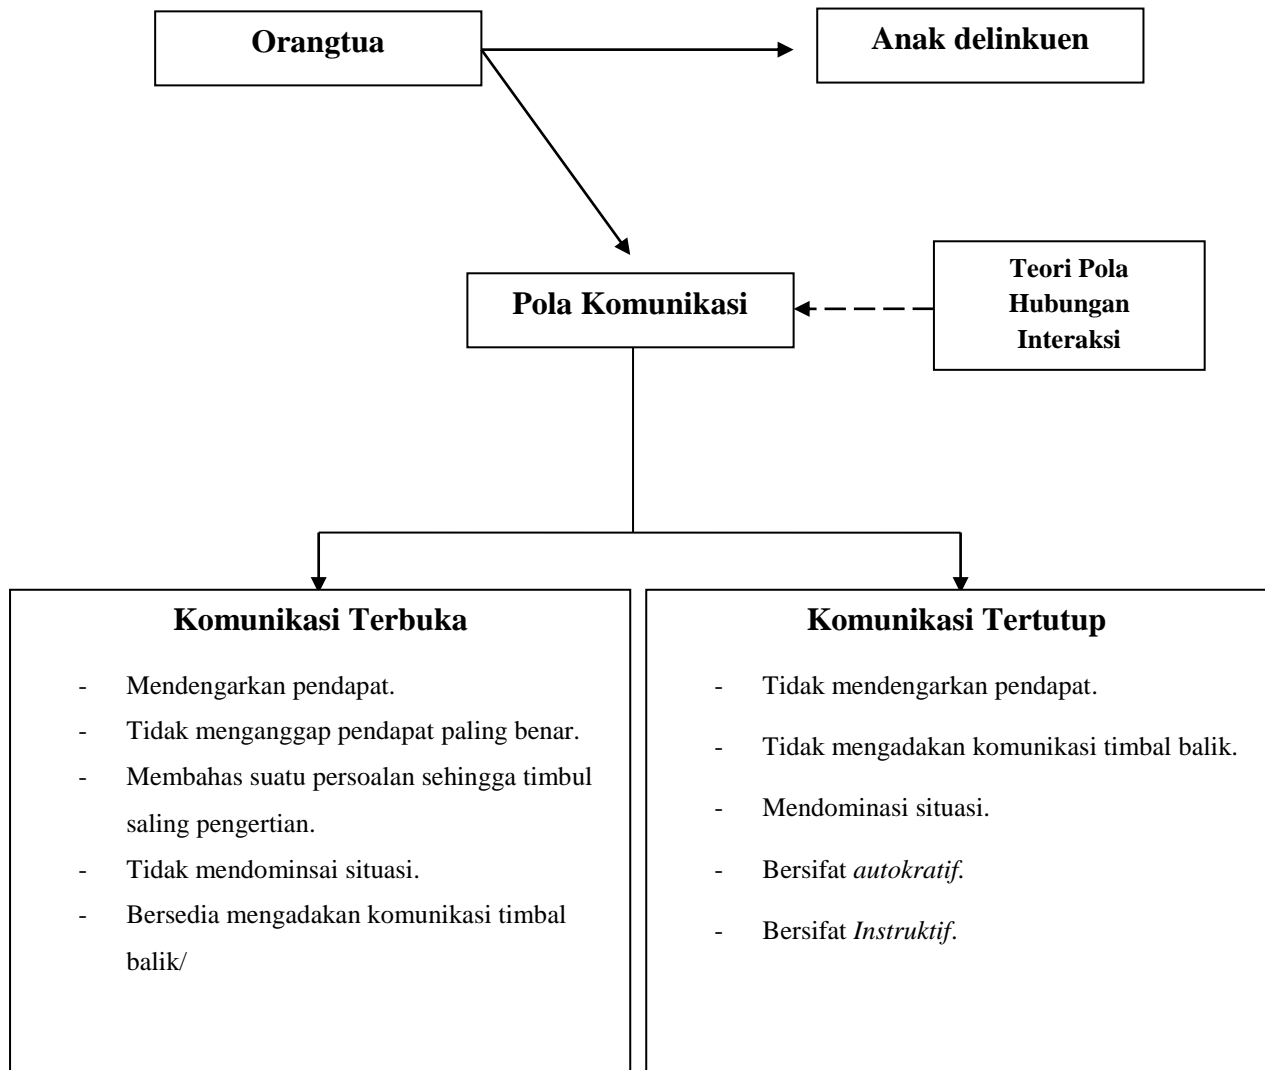 Orangtua
Anak delinkuen
Pola Komunikasi
Teori Pola
Hubungan
Interaksi
Komunikasi Terbuka
- Mendengarkan pendapat.
- Tidak menganggap pendapat paling benar.
- Membahas suatu persoalan sehingga timbul
saling pengertian.
- Tidak mendominsai situasi.
- Bersedia mengadakan komunikasi timbal
balik/
Komunikasi Tertutup
- Tidak mendengarkan pendapat.
- Tidak mengadakan komunikasi timbal balik.
- Mendominasi situasi.
- Bersifat autokratif.
- Bersifat Instruktif.